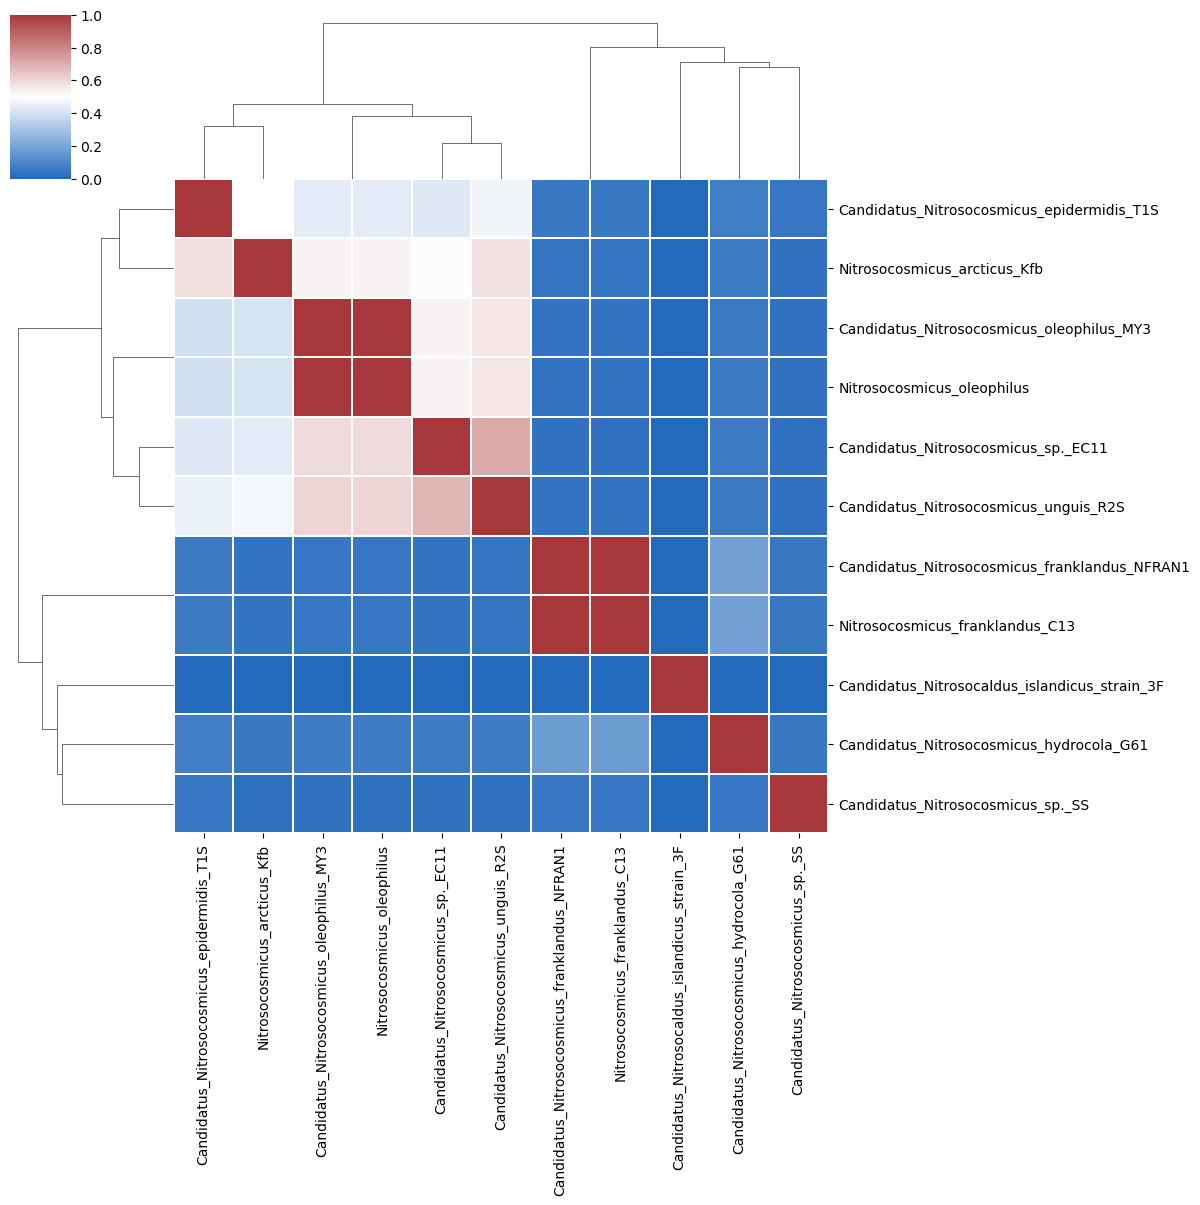 1.0
0.8
0.6
0.4
0.2
0.0
Candidatus_Nitrosocosmicus_epidermidis_T1S
Nitrosocosmicus_arcticus_Kfb
Candidatus_Nitrosocosmicus_oleophilus_MY3
Nitrosocosmicus_oleophilus
Candidatus_Nitrosocosmicus_sp._EC11
Candidatus_Nitrosocosmicus_unguis_R2S
Candidatus_Nitrosocosmicus_franklandus_NFRAN1
Nitrosocosmicus_franklandus_C13
Candidatus_Nitrosocaldus_islandicus_strain_3F
Candidatus_Nitrosocosmicus_hydrocola_G61
Candidatus_Nitrosocosmicus_sp._SS
Candidatus_Nitrosocosmicus_epidermidis_T1S
Nitrosocosmicus_arcticus_Kfb
Candidatus_Nitrosocosmicus_oleophilus_MY3
Nitrosocosmicus_oleophilus
Candidatus_Nitrosocosmicus_sp._EC11
Candidatus_Nitrosocosmicus_unguis_R2S
Candidatus_Nitrosocosmicus_franklandus_NFRAN1
Nitrosocosmicus_franklandus_C13
Candidatus_Nitrosocaldus_islandicus_strain_3F
Candidatus_Nitrosocosmicus_hydrocola_G61
Candidatus_Nitrosocosmicus_sp._SS